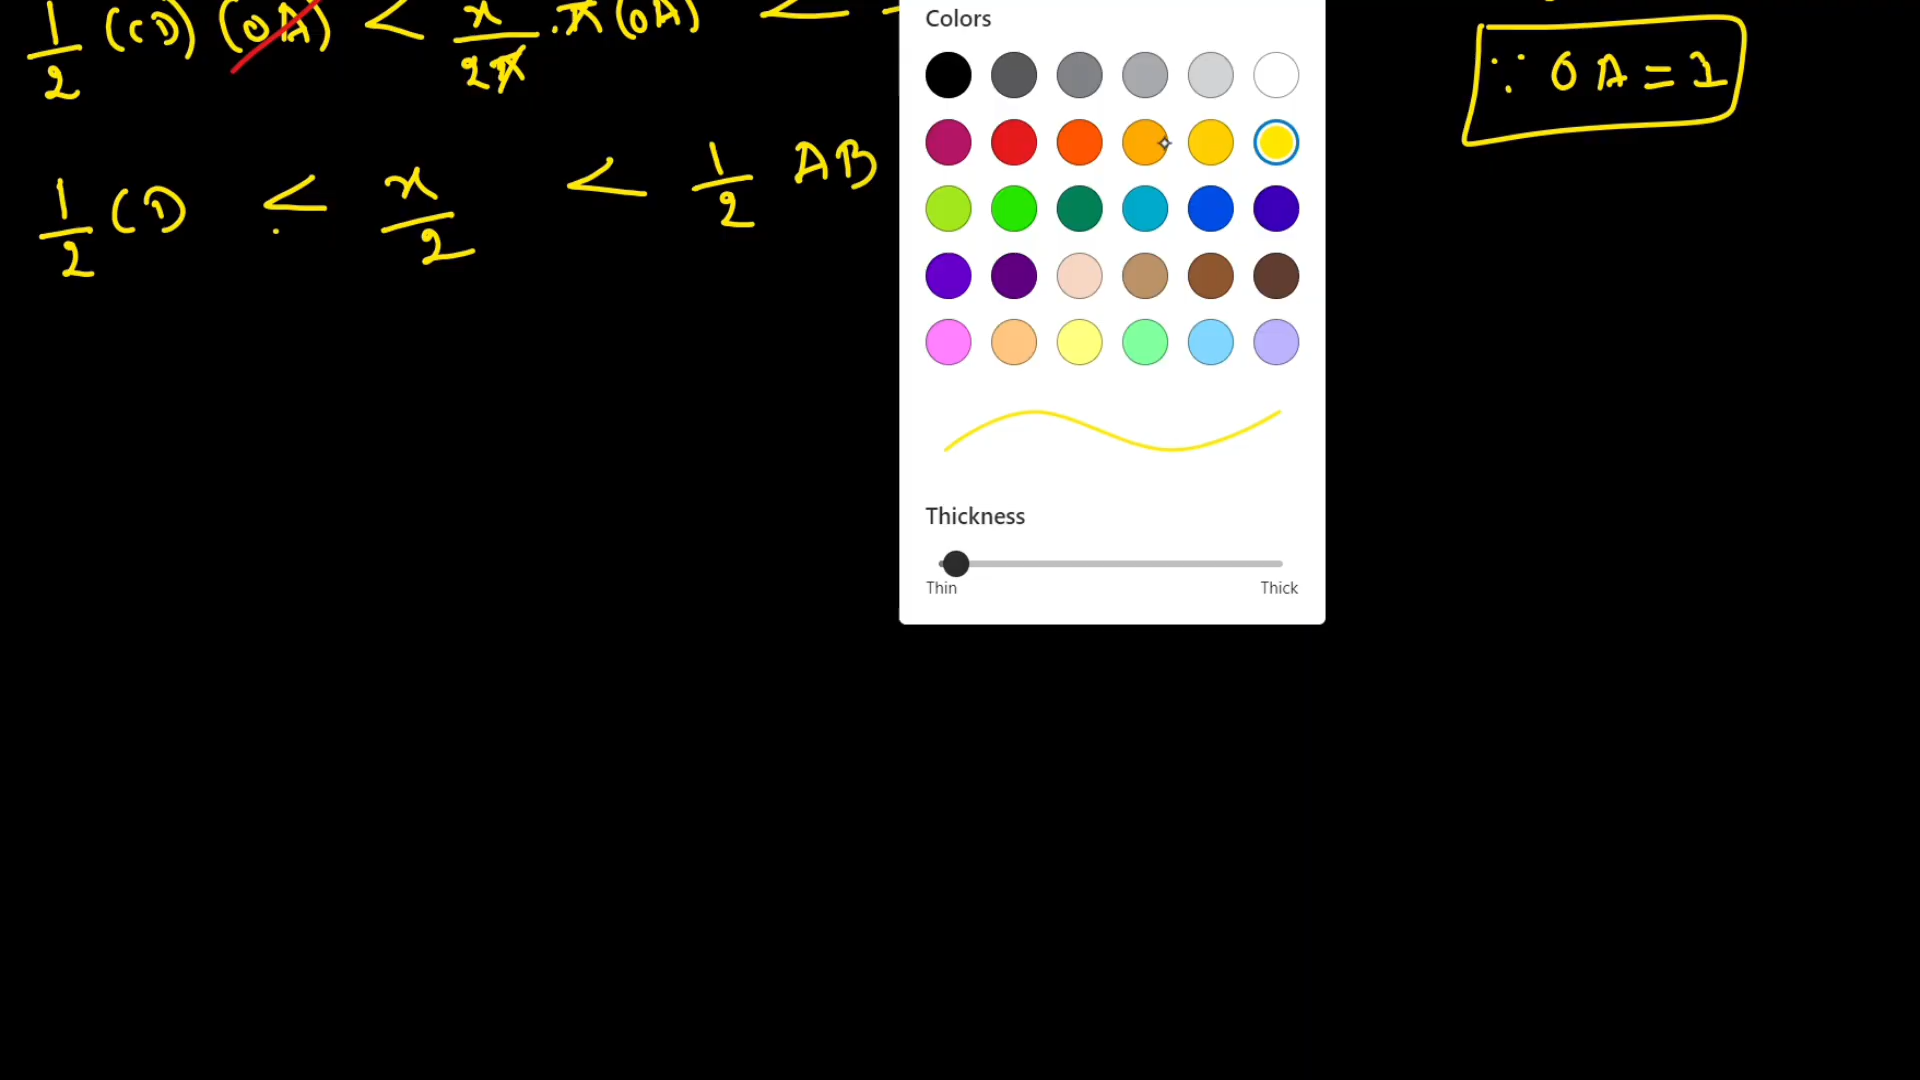 1/2 (CD) (OA) < x/2π . π (OA) <
∵ OA = 1
1/2 CD < x/2 < 1/2 AB
Colors
Thickness
Thin Thick